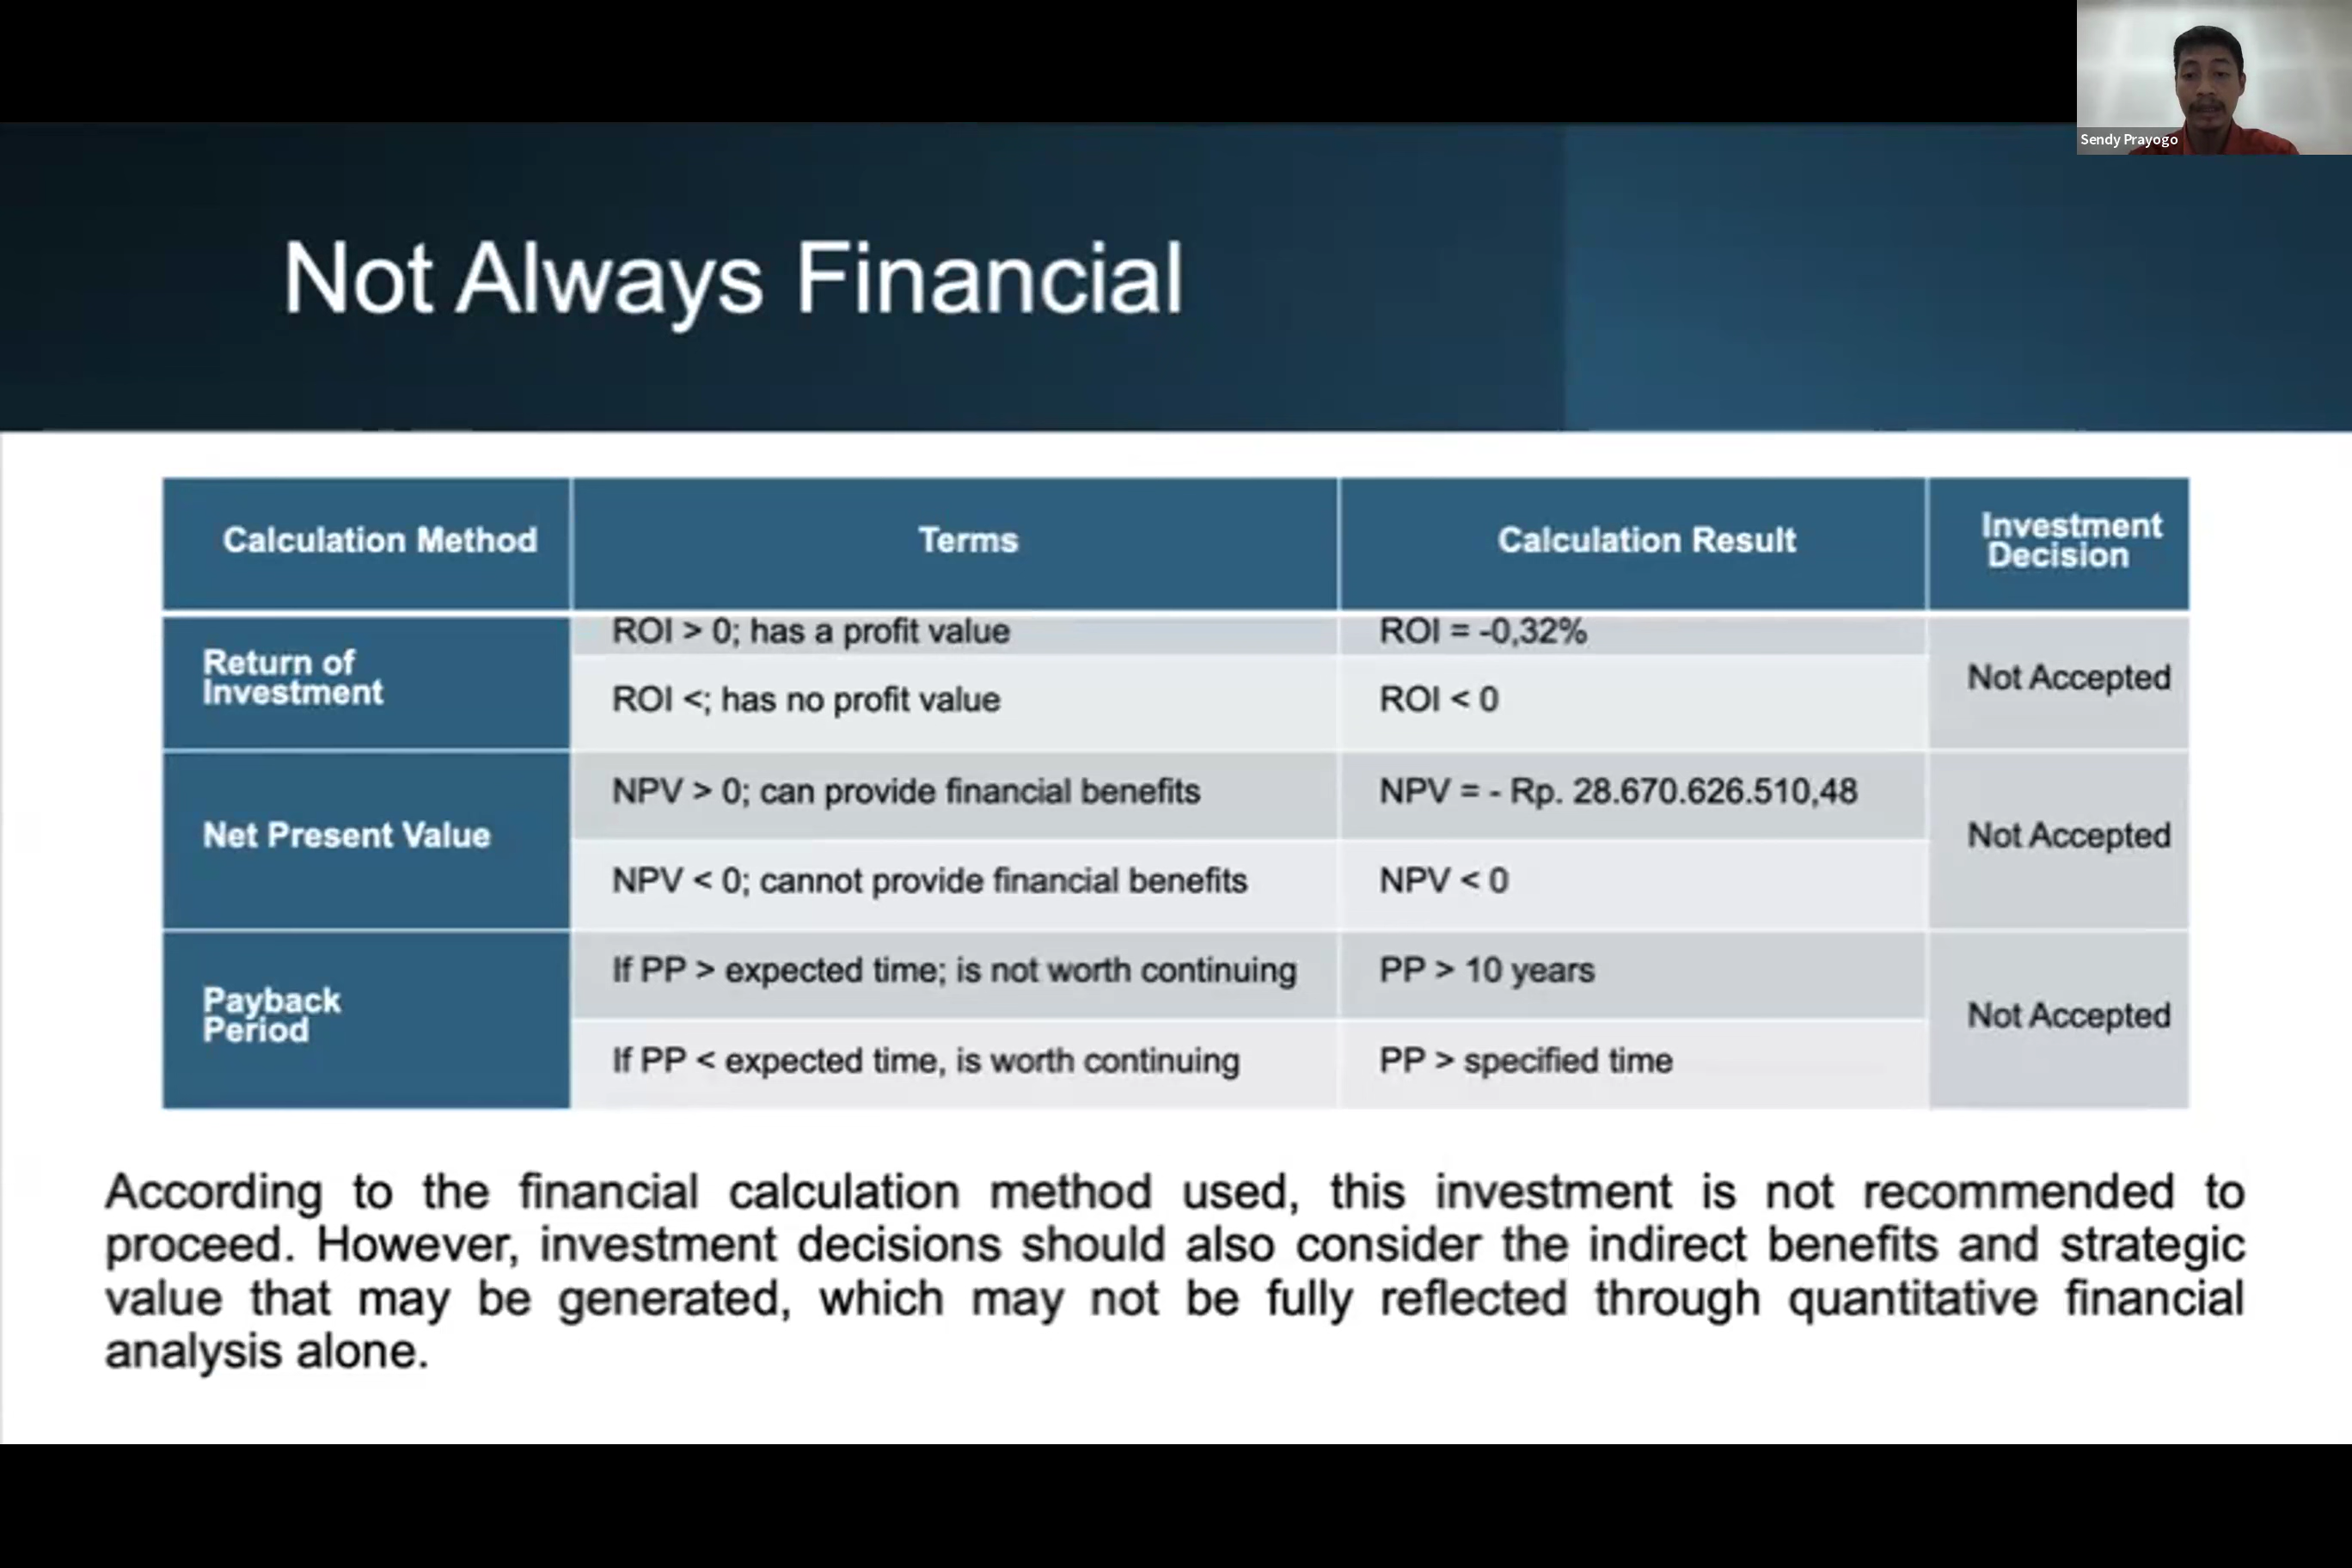 Sendy Prayogo
Not Always Financial
Calculation Method
Terms
Calculation Result
Investment
Decision
Return of
Investment
ROI > 0; has a profit value
ROI = -0,32%
Not Accepted
ROI <; has no profit value
ROI < 0
Net Present Value
NPV > 0; can provide financial benefits
NPV = - Rp. 28.670.626.510,48
Not Accepted
NPV < 0; cannot provide financial benefits
NPV < 0
Payback
Period
If PP > expected time; is not worth continuing
PP > 10 years
Not Accepted
If PP < expected time, is worth continuing
PP > specified time
According to the financial calculation method used, this investment is not recommended to
proceed. However, investment decisions should also consider the indirect benefits and strategic
value that may be generated, which may not be fully reflected through quantitative financial
analysis alone.